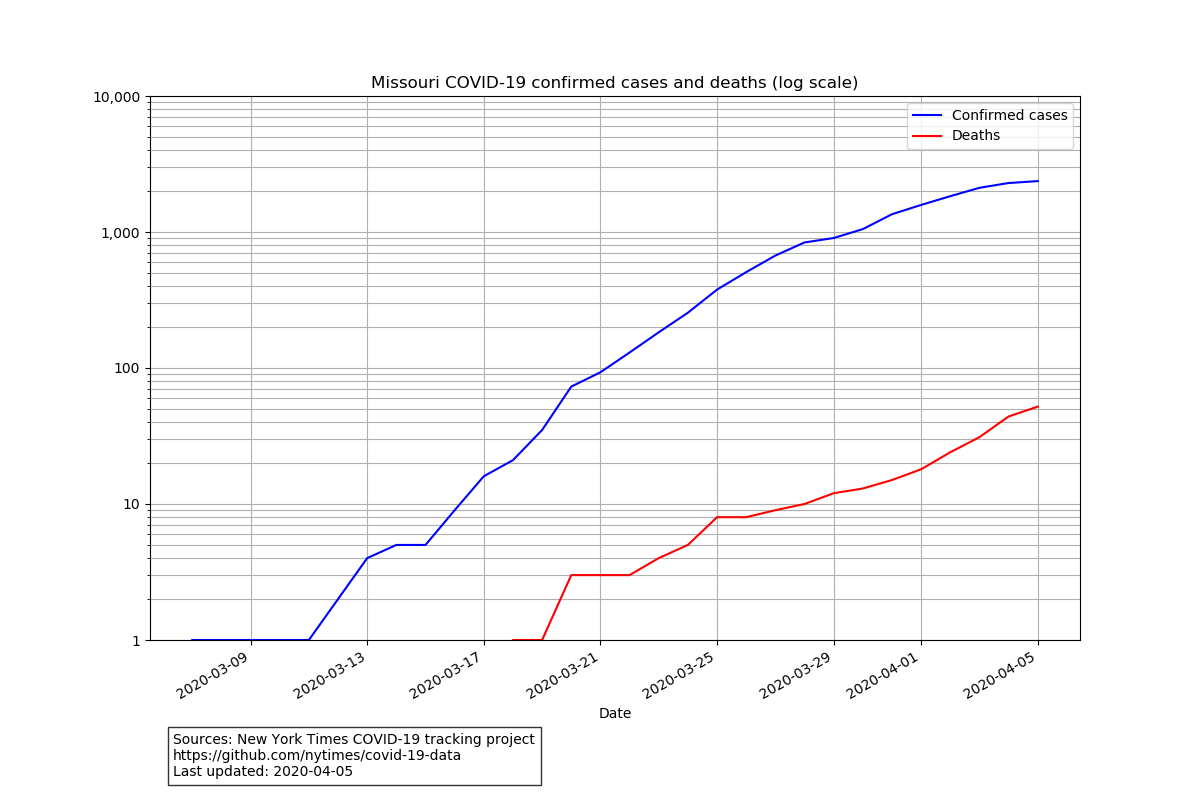 Missouri COVID-19 confirmed cases and deaths (log scale)
10,000
1,000
100
10
1
Confirmed cases
Deaths
2020-03-09
2020-03-13
2020-03-17
2020-03-21
2020-03-25
2020-03-29
2020-04-01
2020-04-05
Date
Sources: New York Times COVID-19 tracking project
https://github.com/nytimes/covid-19-data
Last updated: 2020-04-05